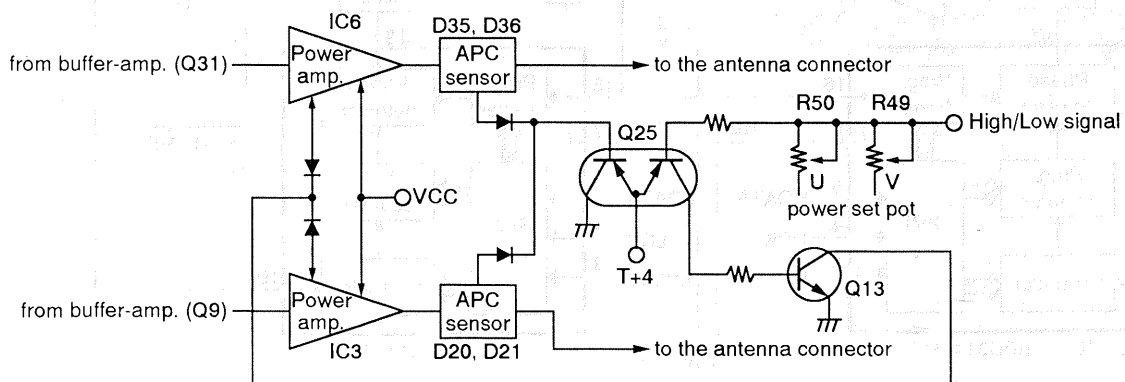 IC6
D35, D36
from buffer-amp. (Q31)
Power
amp.
APC
sensor
to the antenna connector
Q25
R50
R49
High/Low signal
U
V
power set pot
VCC
T+4
Q13
from buffer-amp. (Q9)
Power
amp.
IC3
APC
sensor
D20, D21
to the antenna connector